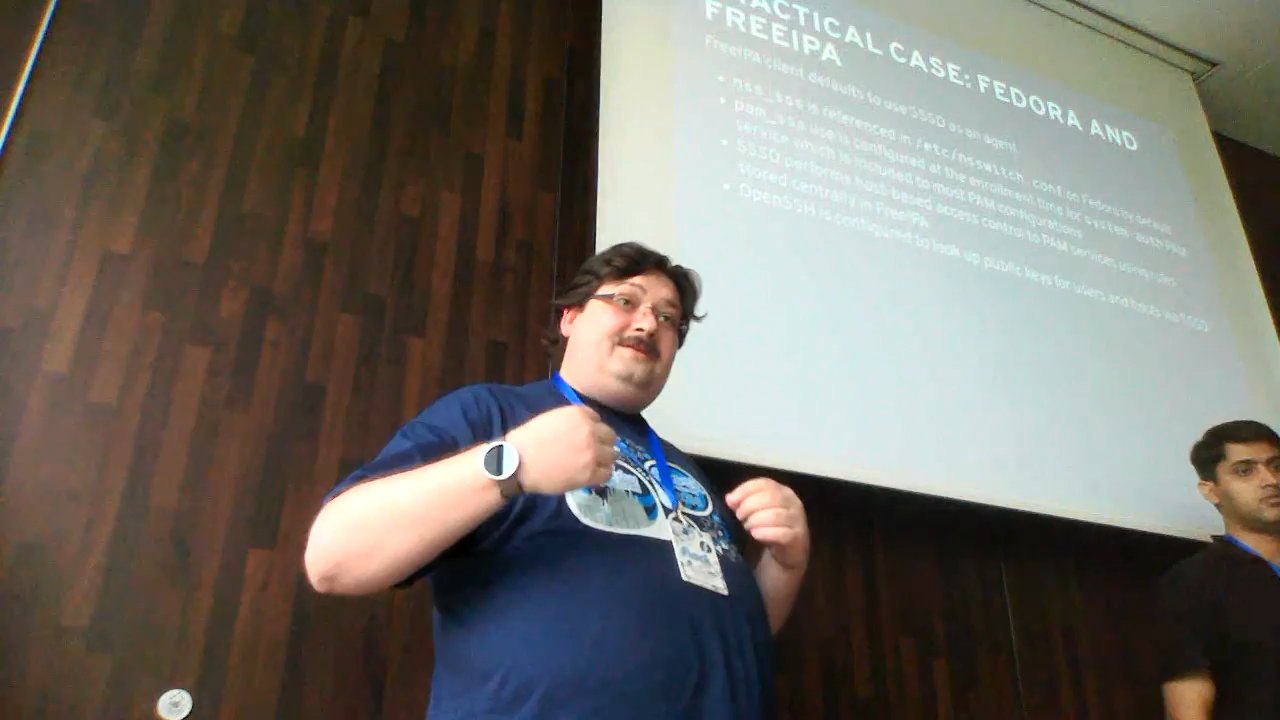 PRACTICAL CASE: FEDORA AND
FREEIPA
FreeIPA client defaults to use SSSD as an agent
• nss_sss is referenced in /etc/nsswitch.conf on Fedora by default
• pam_sss use is configured at the enrollment time for system-auth PAM
service which is included to most PAM configurations
• SSSD performs host-based access control to PAM services using rules
stored centrally in FreeIPA
• OpenSSH is configured to look up public keys for users and hosts via SSSD